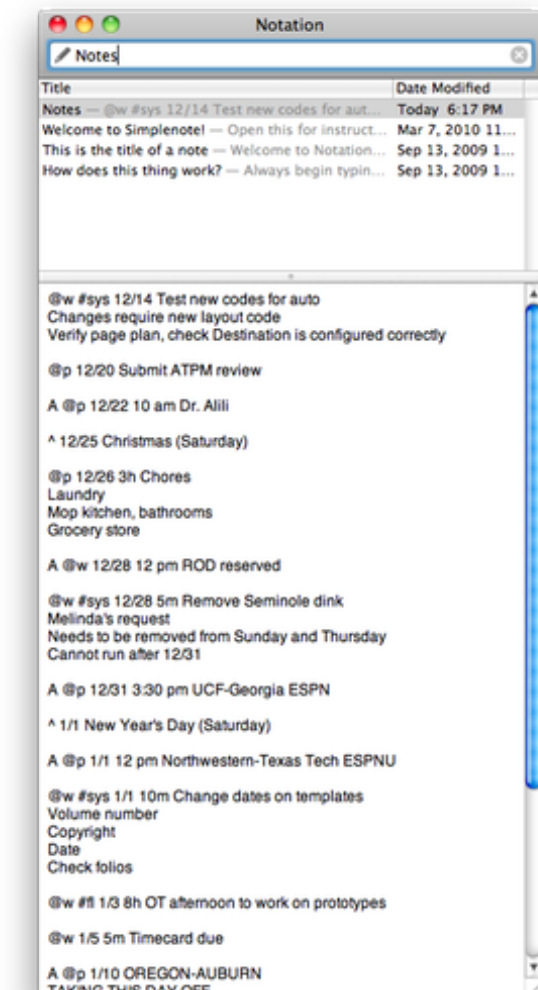 Notation
Notes
Title Date Modified
Notes — @w #sys 12/14 Test new codes for aut... Today 6:17 PM
Welcome to Simplenote! — Open this for instruct... Mar 7, 2010 11...
This is the title of a note — Welcome to Notation... Sep 13, 2009 1...
How does this thing work? — Always begin typin... Sep 13, 2009 1...
@w #sys 12/14 Test new codes for auto
Changes require new layout code
Verify page plan, check Destination is configured correctly
@p 12/20 Submit ATPM review
A @p 12/22 10 am Dr. Alili
^ 12/25 Christmas (Saturday)
@p 12/26 3h Chores
Laundry
Mop kitchen, bathrooms
Grocery store
A @w 12/28 12 pm ROD reserved
@w #sys 12/28 5m Remove Seminole dink
Melinda's request
Needs to be removed from Sunday and Thursday
Cannot run after 12/31
A @p 12/31 3:30 pm UCF-Georgia ESPN
^ 1/1 New Year's Day (Saturday)
A @p 1/1 12 pm Northwestern-Texas Tech ESPNU
@w #sys 1/1 10m Change dates on templates
Volume number
Copyright
Date
Check folios
@w #fl 1/3 8h OT afternoon to work on prototypes
@w 1/5 5m Timecard due
A @p 1/10 OREGON-AUBURN
TAKING THIS DAY OFF